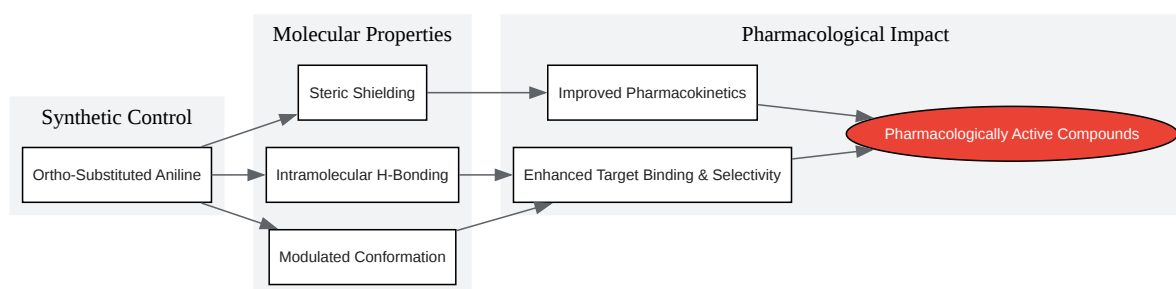 Synthetic Control
Ortho-Substituted Aniline
Molecular Properties
Steric Shielding
Intramolecular H-Bonding
Modulated Conformation
Pharmacological Impact
Improved Pharmacokinetics
Enhanced Target Binding & Selectivity
Pharmacologically Active Compounds